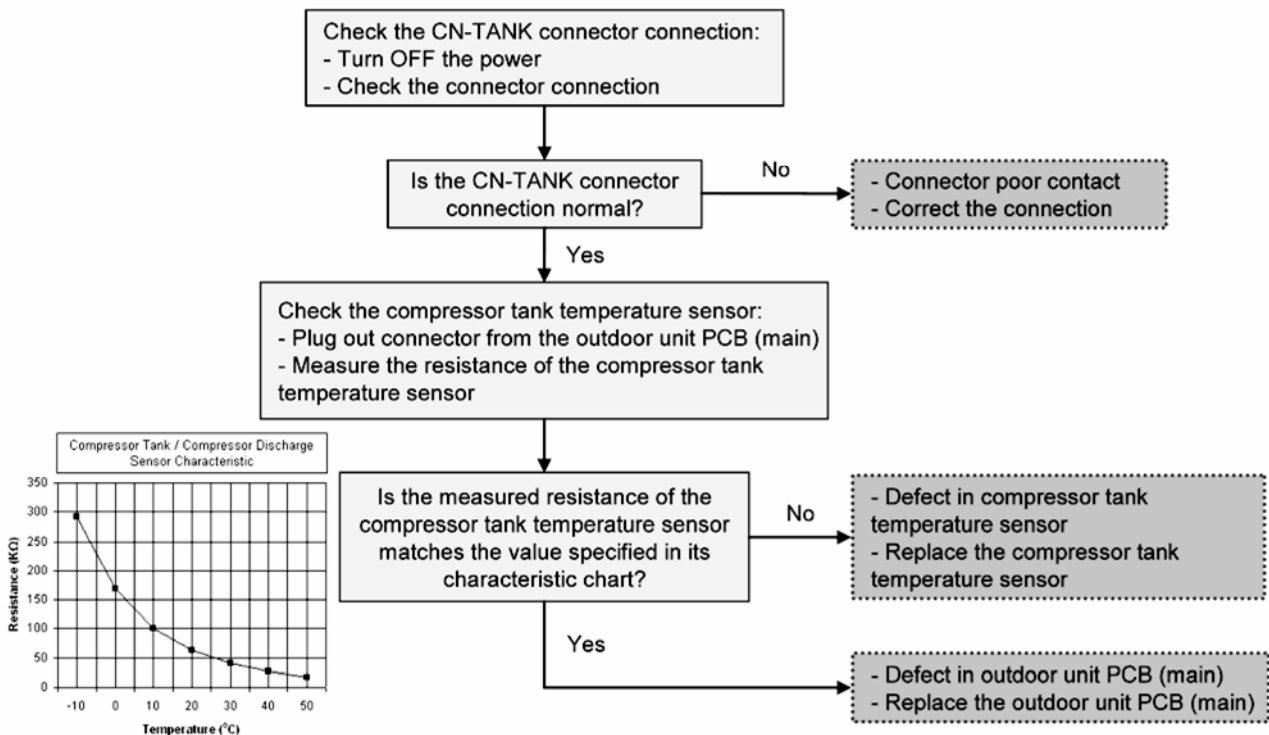 Check the CN-TANK connector connection:
- Turn OFF the power
- Check the connector connection
Is the CN-TANK connector
connection normal?
No
- Connector poor contact
- Correct the connection
Yes
Check the compressor tank temperature sensor:
- Plug out connector from the outdoor unit PCB (main)
- Measure the resistance of the compressor tank
temperature sensor
Compressor Tank / Compressor Discharge
Sensor Characteristic
Resistance (KΩ)
350
300
250
200
150
100
50
0
-10 0 10 20 30 40 50
Temperature (°C)
Is the measured resistance of the
compressor tank temperature sensor
matches the value specified in its
characteristic chart?
No
- Defect in compressor tank
temperature sensor
- Replace the compressor tank
temperature sensor
Yes
- Defect in outdoor unit PCB (main)
- Replace the outdoor unit PCB (main)